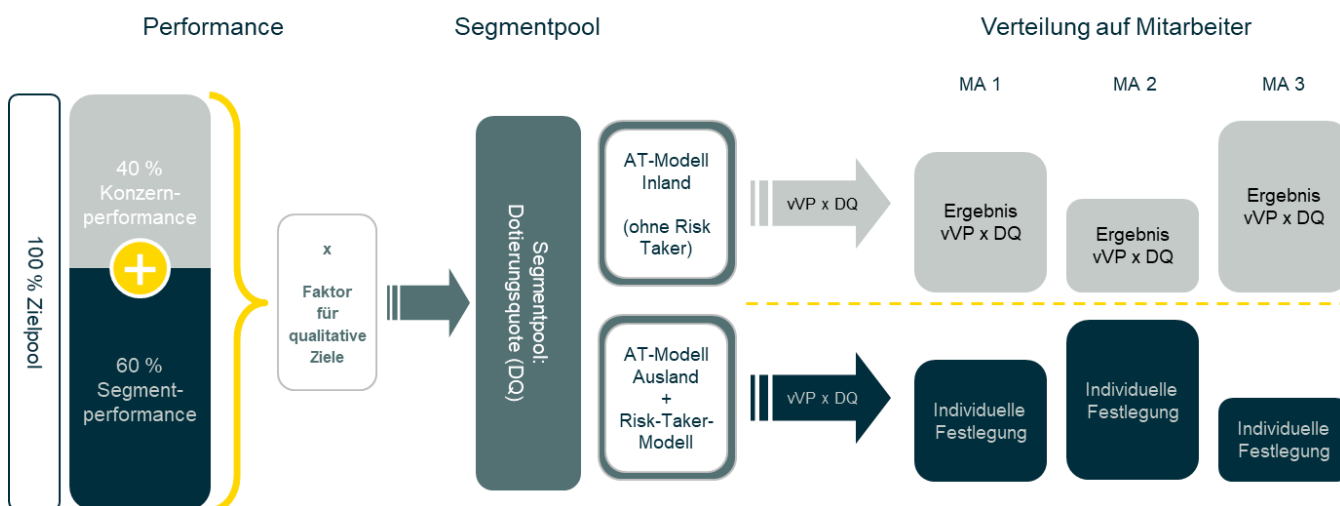 Performance
Segmentpool
Verteilung auf Mitarbeiter
100 % Zielpool
40 %
Konzern-
performance
+
60 %
Segment-
performance
x
Faktor
für
qualitative
Ziele
Segmentpool:
Dotierungsquote (DQ)
AT-Modell
Inland
(ohne Risk
Taker)
AT-Modell
Ausland
+
Risk-Taker-
Modell
vVP x DQ
vVP x DQ
MA 1
MA 2
MA 3
Ergebnis
vVP x DQ
Ergebnis
vVP x DQ
Ergebnis
vVP x DQ
Individuelle
Festlegung
Individuelle
Festlegung
Individuelle
Festlegung